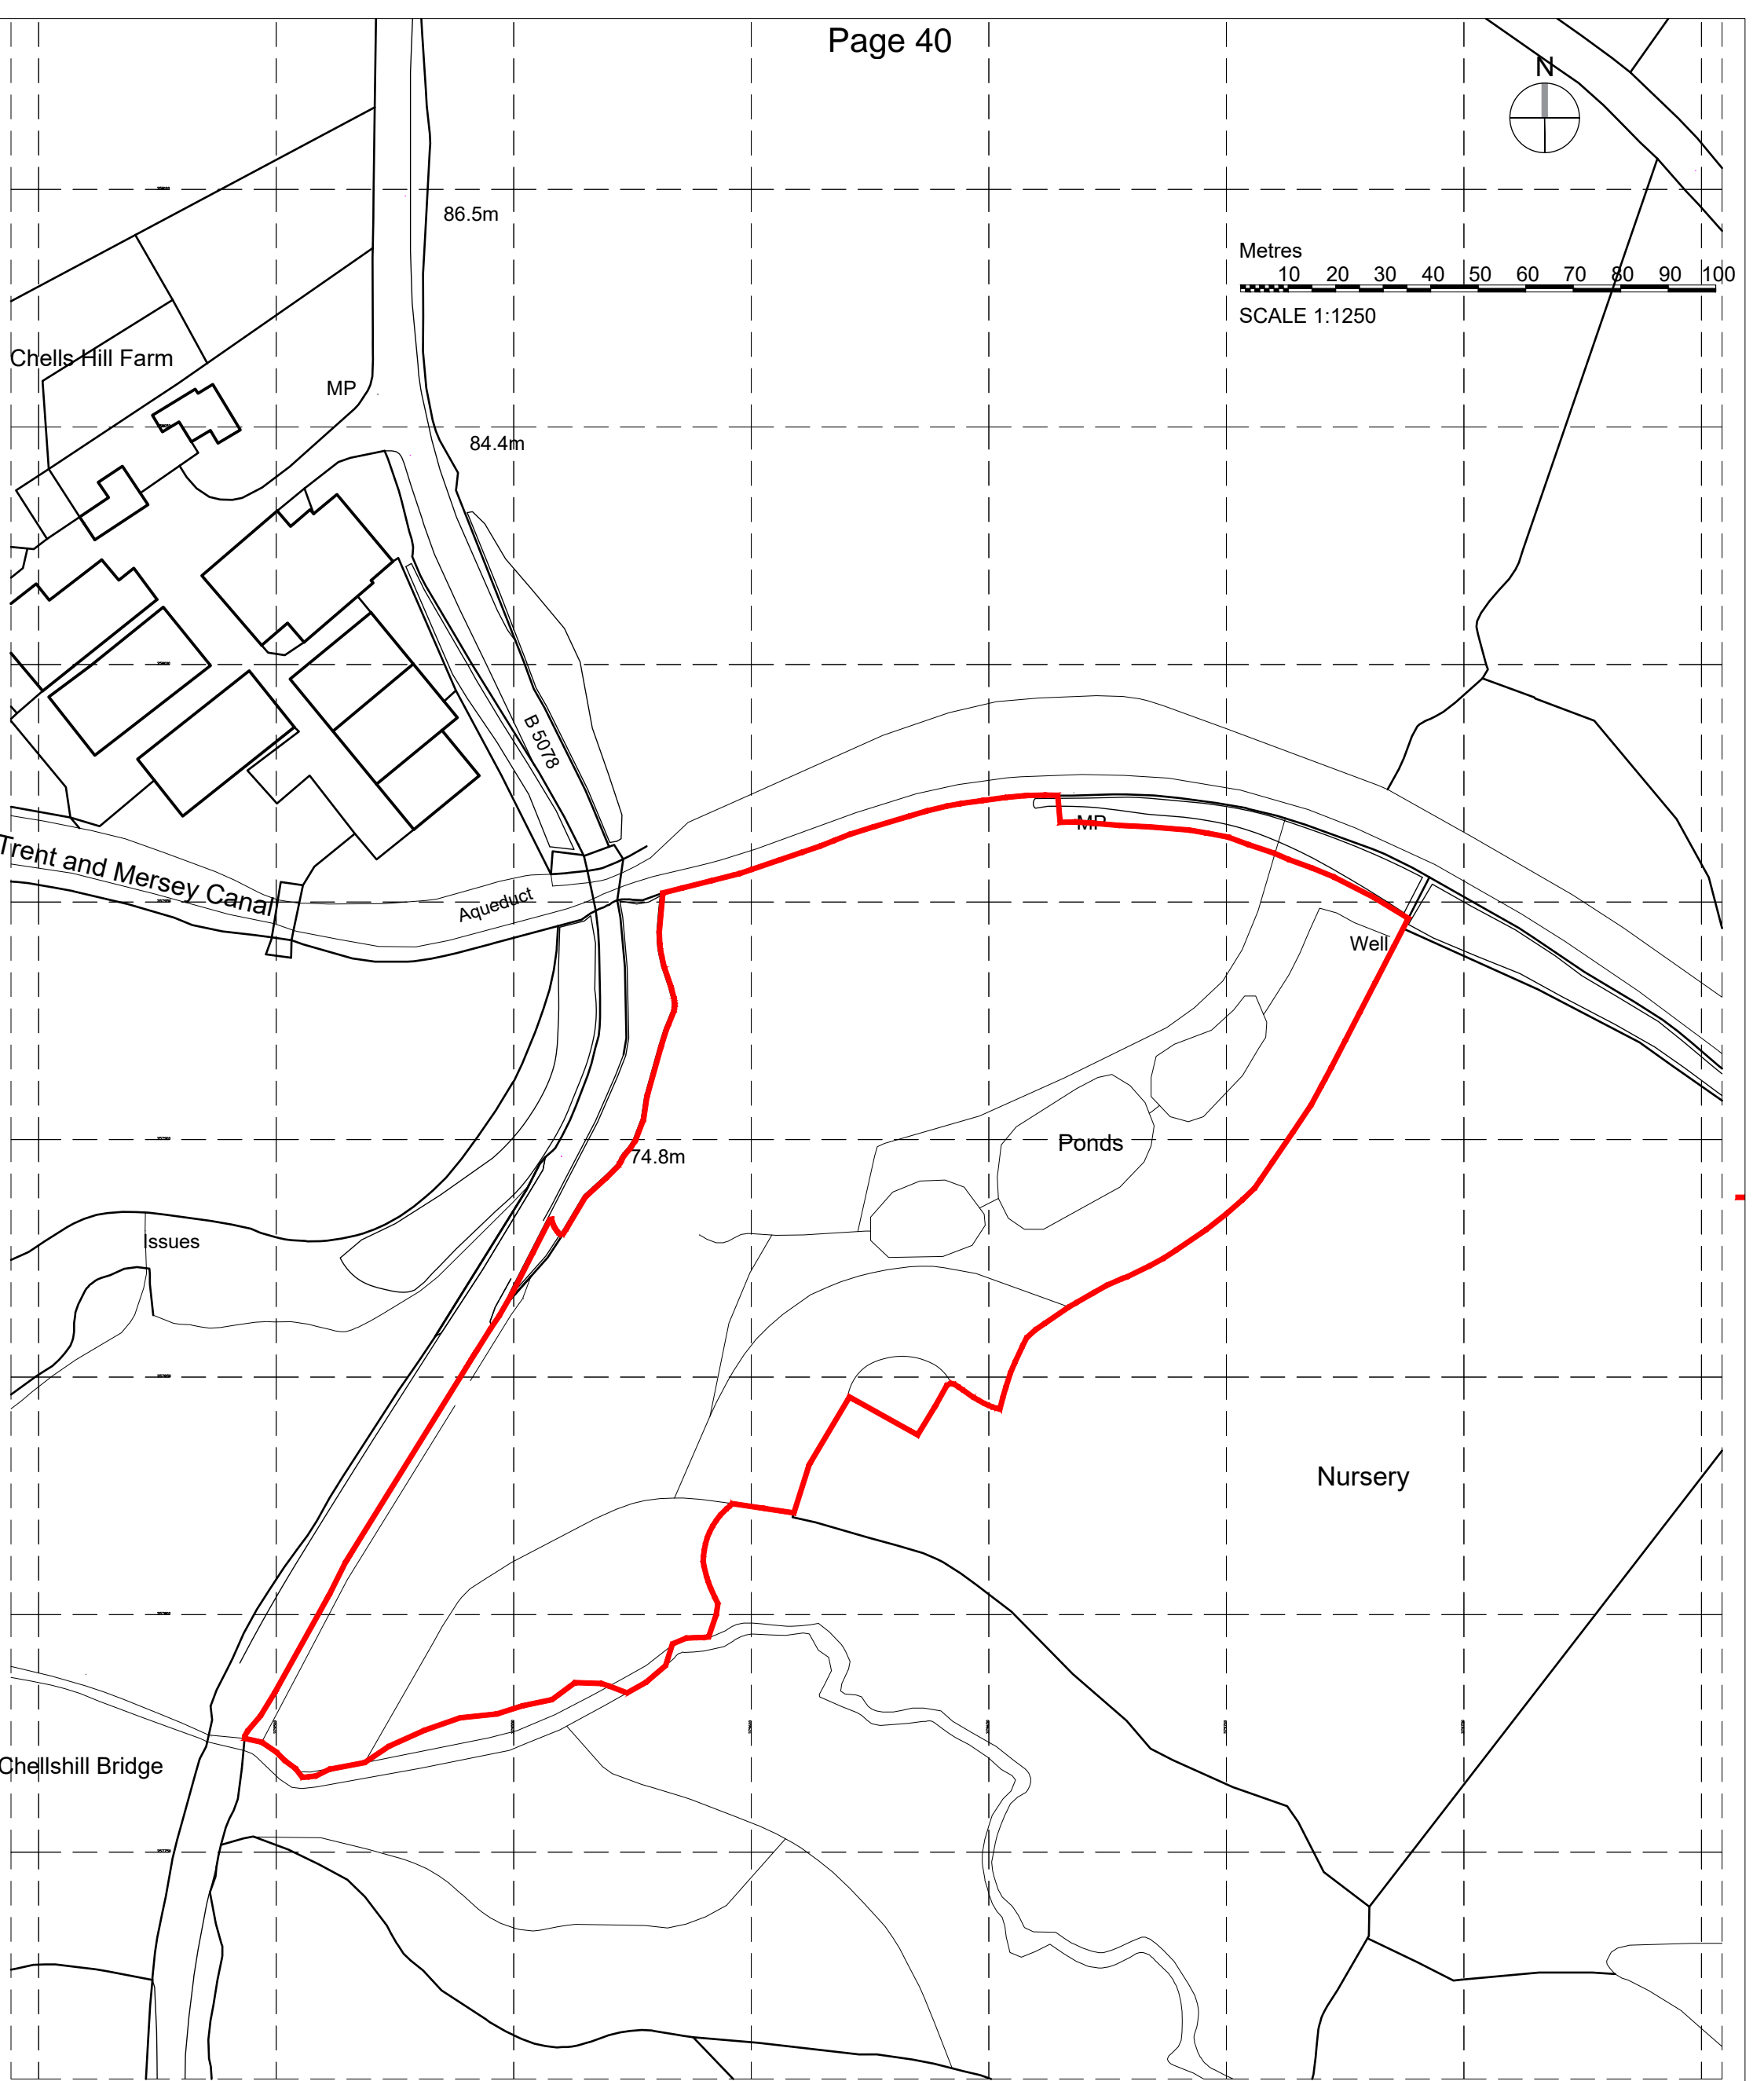 Page 40
N
86.5m
Metres
10 20 30 40 50 60 70 80 90 100
SCALE 1:1250
Chells Hill Farm
MP
84.4m
B 5078
MP
Trent and Mersey Canal
Aqueduct
Well
Ponds
74.8m
Issues
Nursery
Chellshill Bridge